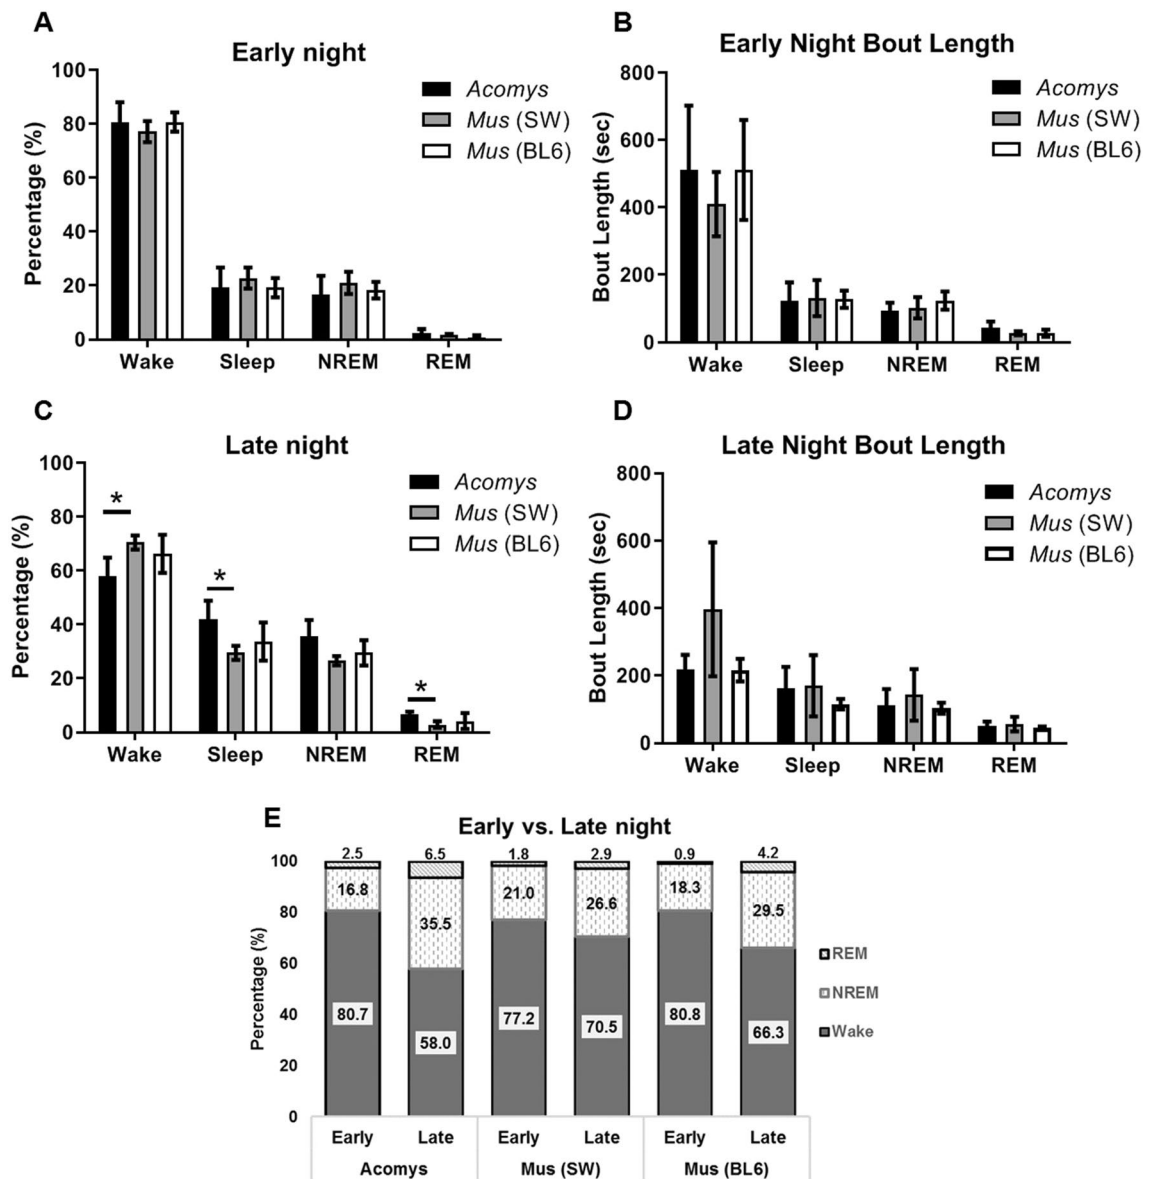 A
Early night
100
80
60
40
20
0
Percentage (%)
Acomys
Mus (SW)
Mus (BL6)
Wake Sleep NREM REM
B
Early Night Bout Length
800
600
400
200
0
Bout Length (sec)
Acomys
Mus (SW)
Mus (BL6)
Wake Sleep NREM REM
C
Late night
100
80
60
40
20
0
Percentage (%)
* * *
Acomys
Mus (SW)
Mus (BL6)
Wake Sleep NREM REM
D
Late Night Bout Length
800
600
400
200
0
Bout Length (sec)
Acomys
Mus (SW)
Mus (BL6)
Wake Sleep NREM REM
E
Early vs. Late night
100
80
60
40
20
0
Percentage (%)
2.5 6.5 1.8 2.9 0.9 4.2
16.8 35.5 21.0 26.6 18.3 29.5
80.7 58.0 77.2 70.5 80.8 66.3
REM
NREM
Wake
Early Late Early Late Early Late
Acomys Mus (SW) Mus (BL6)